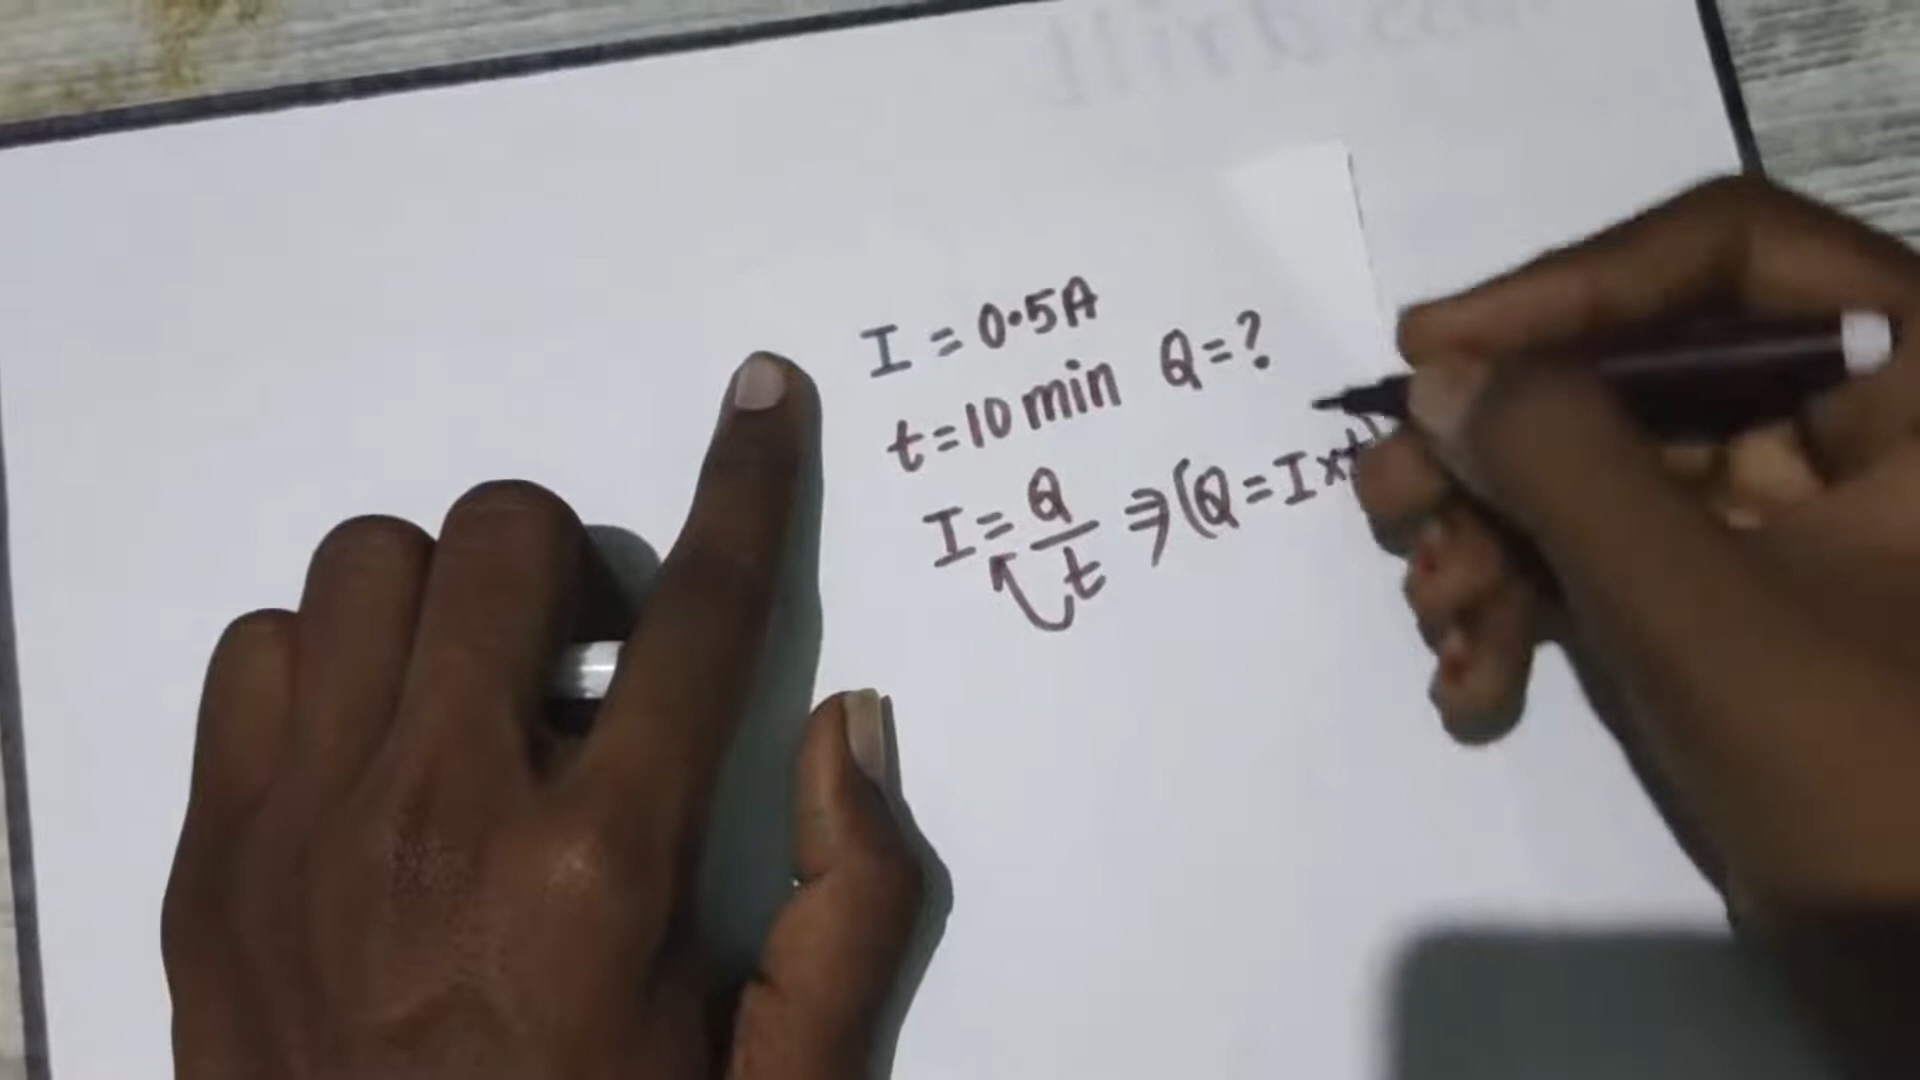 I = 0.5A
t = 10 min Q = ?
I = Q/t ⇒ (Q = I × t)